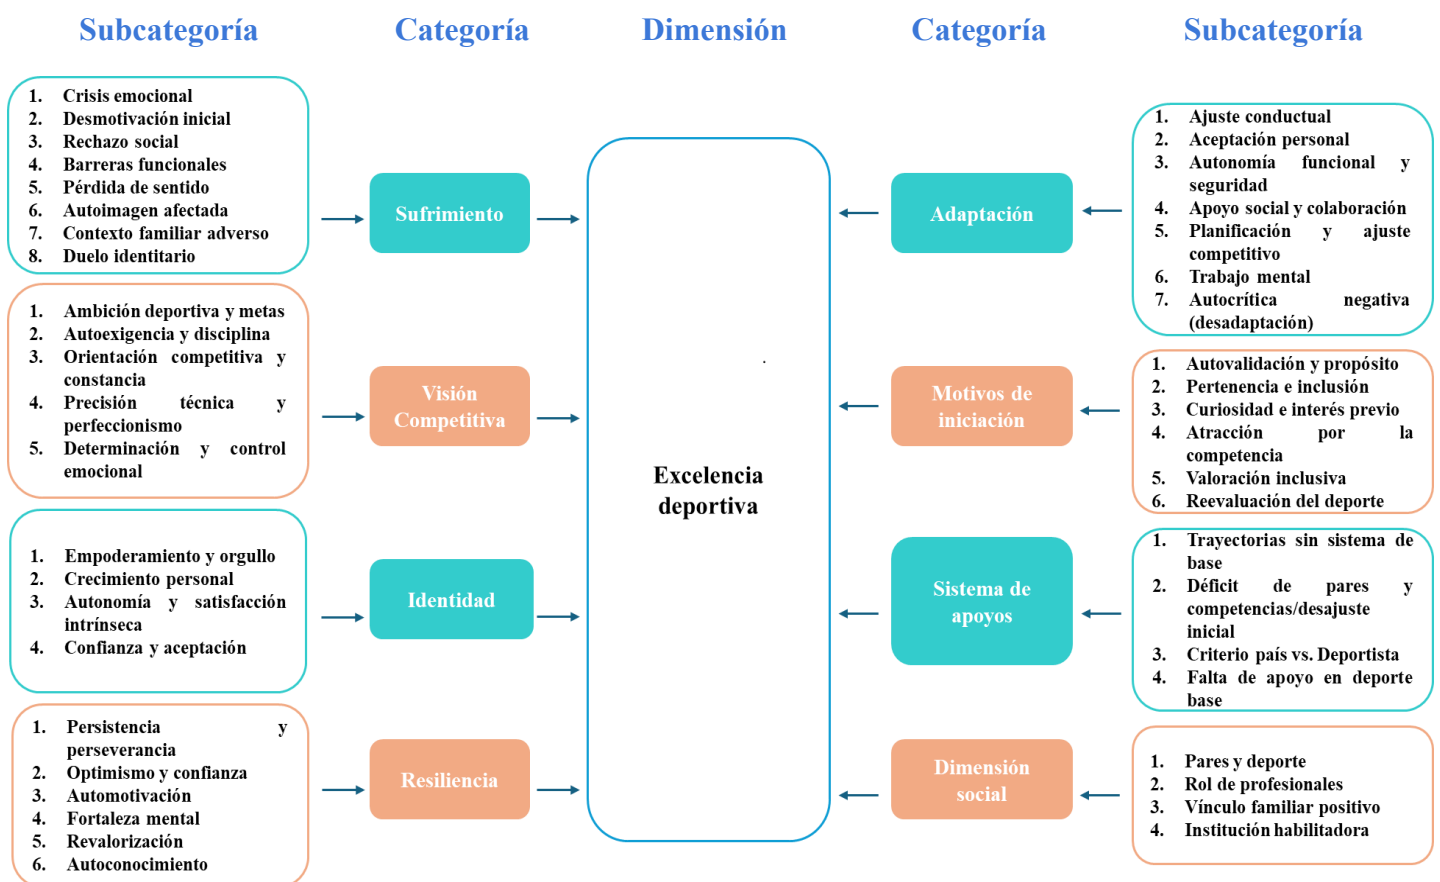 Subcategoría
Categoría
Dimensión
Categoría
Subcategoría
1. Crisis emocional
2. Desmotivación inicial
3. Rechazo social
4. Barreras funcionales
5. Pérdida de sentido
6. Autoimagen afectada
7. Contexto familiar adverso
8. Duelo identitario
Sufrimiento
1. Ambición deportiva y metas
2. Autoexigencia y disciplina
3. Orientación competitiva y
constancia
4. Precisión técnica y
perfeccionismo
5. Determinación y control
emocional
Visión
Competitiva
1. Empoderamiento y orgullo
2. Crecimiento personal
3. Autonomía y satisfacción
intrínseca
4. Confianza y aceptación
Identidad
1. Persistencia y
perseverancia
2. Optimismo y confianza
3. Automotivación
4. Fortaleza mental
5. Revalorización
6. Autoconocimiento
Resiliencia
.
Excelencia
deportiva
Adaptación
1. Ajuste conductual
2. Aceptación personal
3. Autonomía funcional y
seguridad
4. Apoyo social y colaboración
5. Planificación y ajuste
competitivo
6. Trabajo mental
7. Autocrítica negativa
(desadaptación)
Motivos de
iniciación
1. Autovalidación y propósito
2. Pertenencia e inclusión
3. Curiosidad e interés previo
4. Atracción por la
competencia
5. Valoración inclusiva
6. Reevaluación del deporte
Sistema de
apoyos
1. Trayectorias sin sistema de
base
2. Déficit de pares y
competencias/desajuste
inicial
3. Criterio país vs. Deportista
4. Falta de apoyo en deporte
base
Dimensión
social
1. Pares y deporte
2. Rol de profesionales
3. Vínculo familiar positivo
4. Institución habilitadora